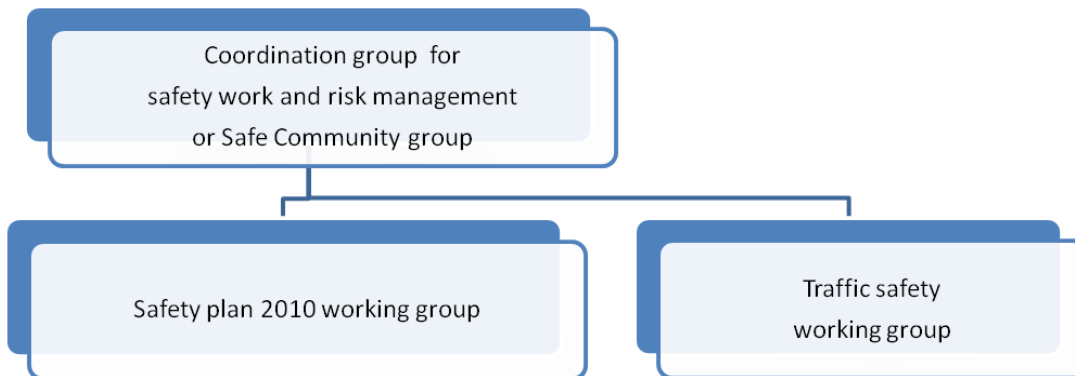 Coordination group for
safety work and risk management
or Safe Community group
Safety plan 2010 working group
Traffic safety
working group